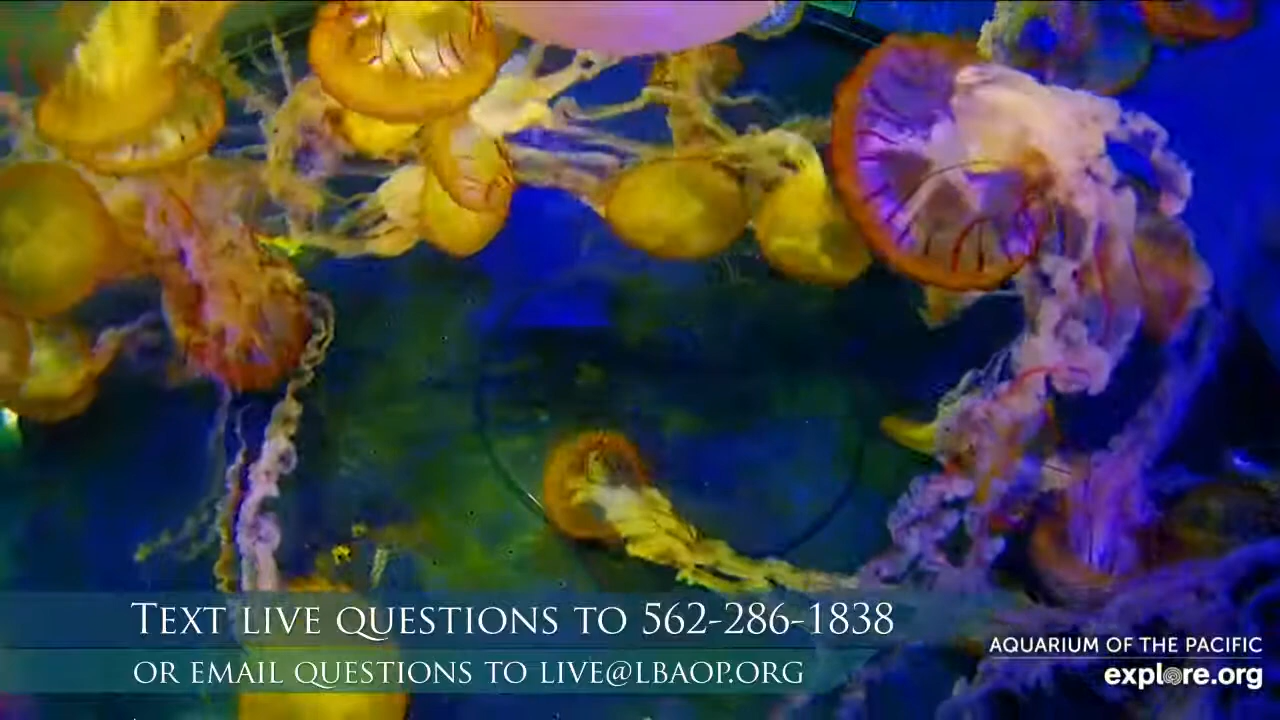 TEXT LIVE QUESTIONS TO 562-286-1838
OR EMAIL QUESTIONS TO LIVE@LBAOP.ORG
AQUARIUM OF THE PACIFIC
explore.org